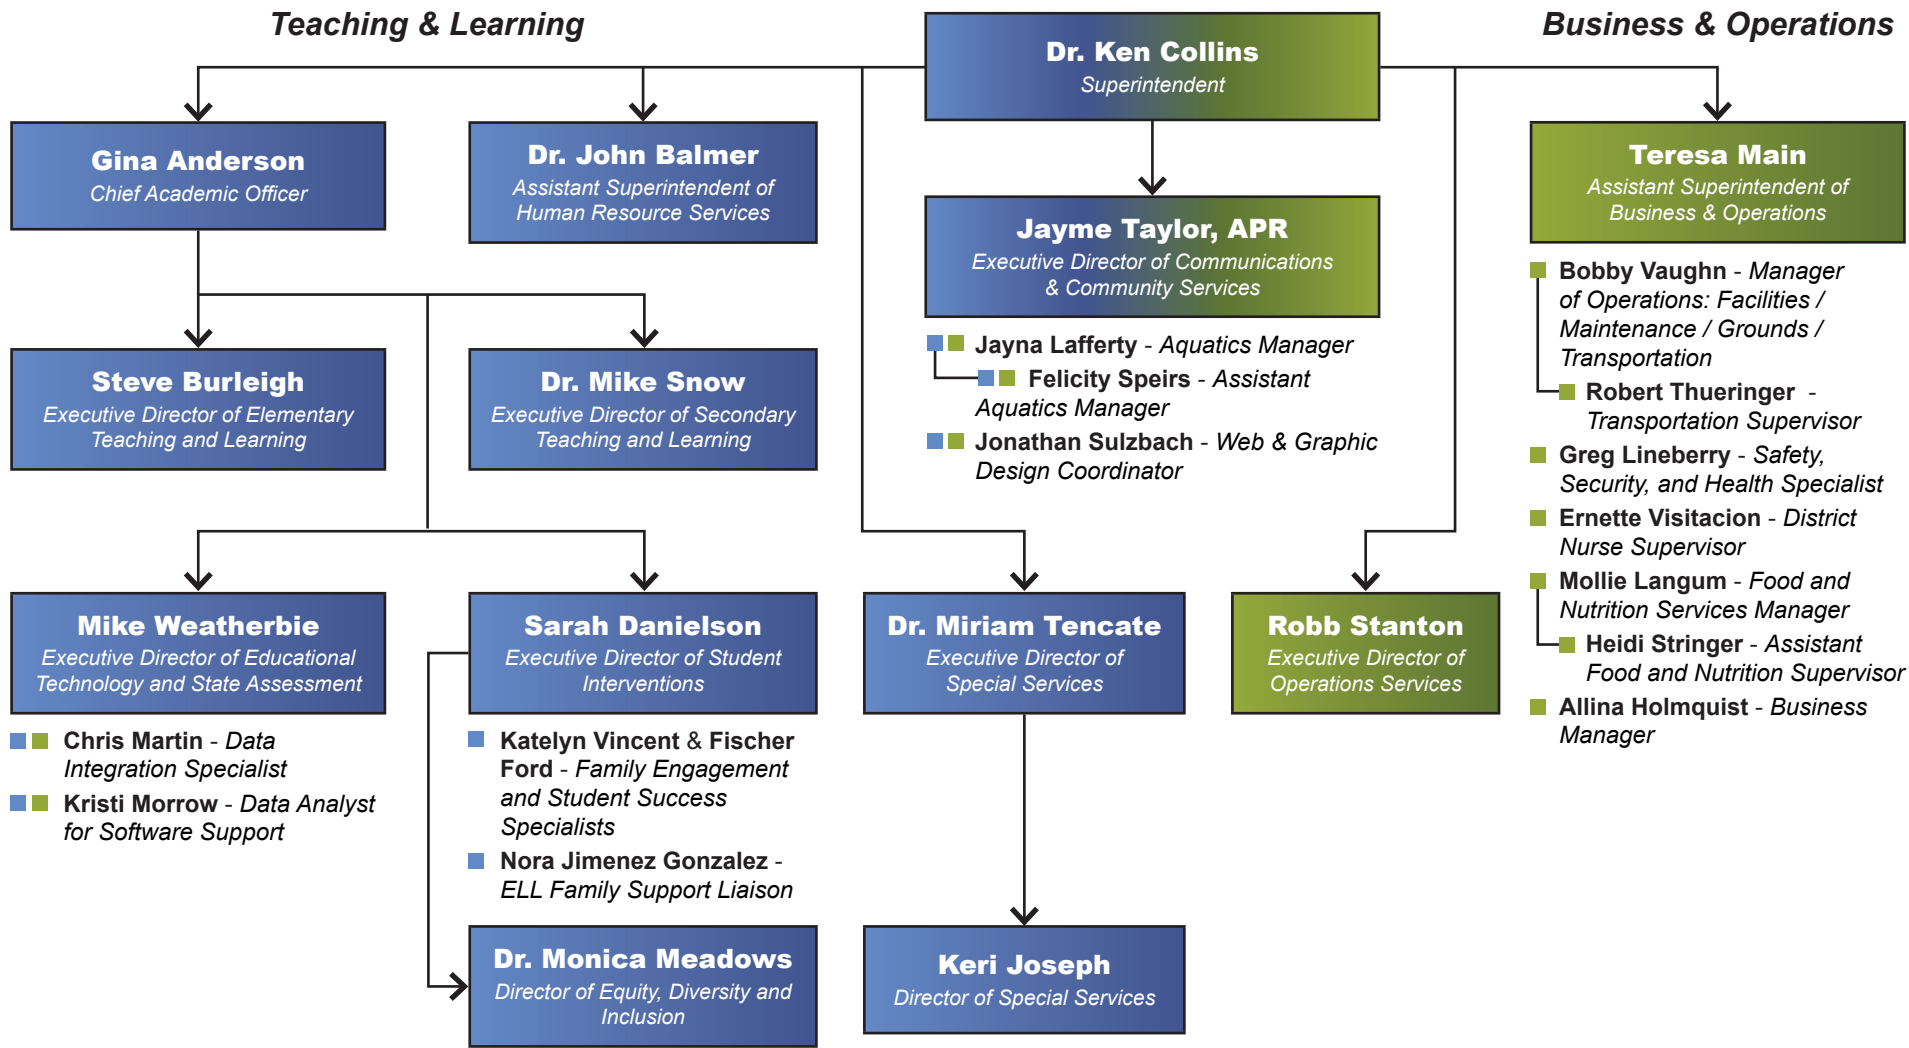 Teaching & Learning
Business & Operations
Dr. Ken Collins
Superintendent
Gina Anderson
Chief Academic Officer
Dr. John Balmer
Assistant Superintendent of
Human Resource Services
Jayme Taylor, APR
Executive Director of Communications
& Community Services
Jayna Lafferty - Aquatics Manager
Felicity Speirs - Assistant
Aquatics Manager
Jonathan Sulzbach - Web & Graphic
Design Coordinator
Teresa Main
Assistant Superintendent of
Business & Operations
Bobby Vaughn - Manager
of Operations: Facilities /
Maintenance / Grounds /
Transportation
Robert Thueringer -
Transportation Supervisor
Greg Lineberry - Safety,
Security, and Health Specialist
Ernette Visitacion - District
Nurse Supervisor
Mollie Langum - Food and
Nutrition Services Manager
Heidi Stringer - Assistant
Food and Nutrition Supervisor
Allina Holmquist - Business
Manager
Steve Burleigh
Executive Director of Elementary
Teaching and Learning
Dr. Mike Snow
Executive Director of Secondary
Teaching and Learning
Mike Weatherbie
Executive Director of Educational
Technology and State Assessment
Chris Martin - Data
Integration Specialist
Kristi Morrow - Data Analyst
for Software Support
Sarah Danielson
Executive Director of Student
Interventions
Katelyn Vincent & Fischer
Ford - Family Engagement
and Student Success
Specialists
Nora Jimenez Gonzalez -
ELL Family Support Liaison
Dr. Monica Meadows
Director of Equity, Diversity and
Inclusion
Dr. Miriam Tencate
Executive Director of
Special Services
Keri Joseph
Director of Special Services
Robb Stanton
Executive Director of
Operations Services